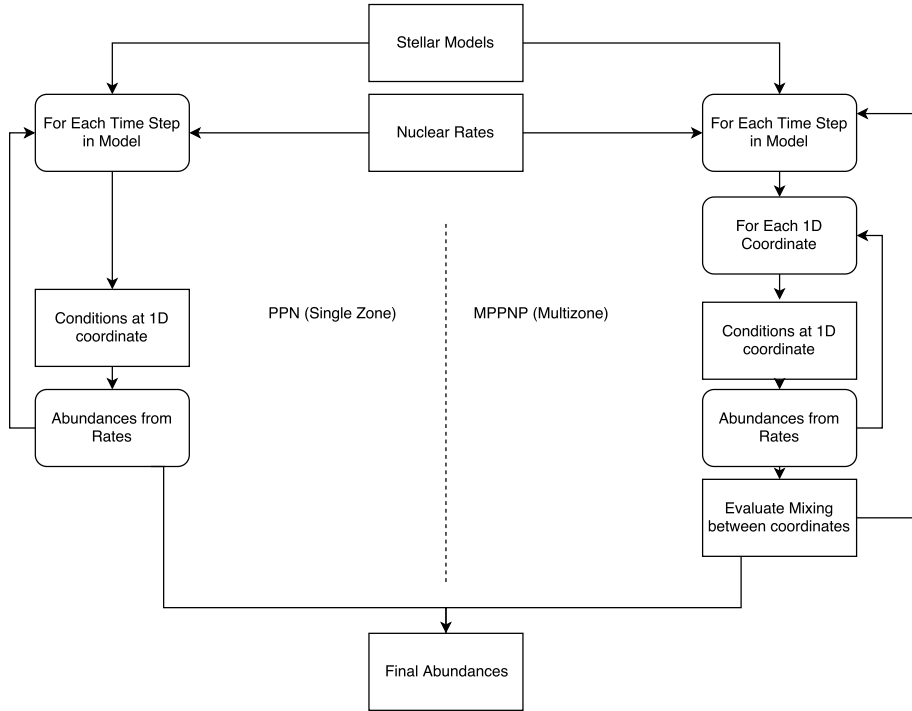 Stellar Models
For Each Time Step
in Model
Nuclear Rates
For Each Time Step
in Model
For Each 1D
Coordinate
PPN (Single Zone)
MPPNP (Multizone)
Conditions at 1D
coordinate
Conditions at 1D
coordinate
Abundances from
Rates
Abundances from
Rates
Evaluate Mixing
between coordinates
Final Abundances